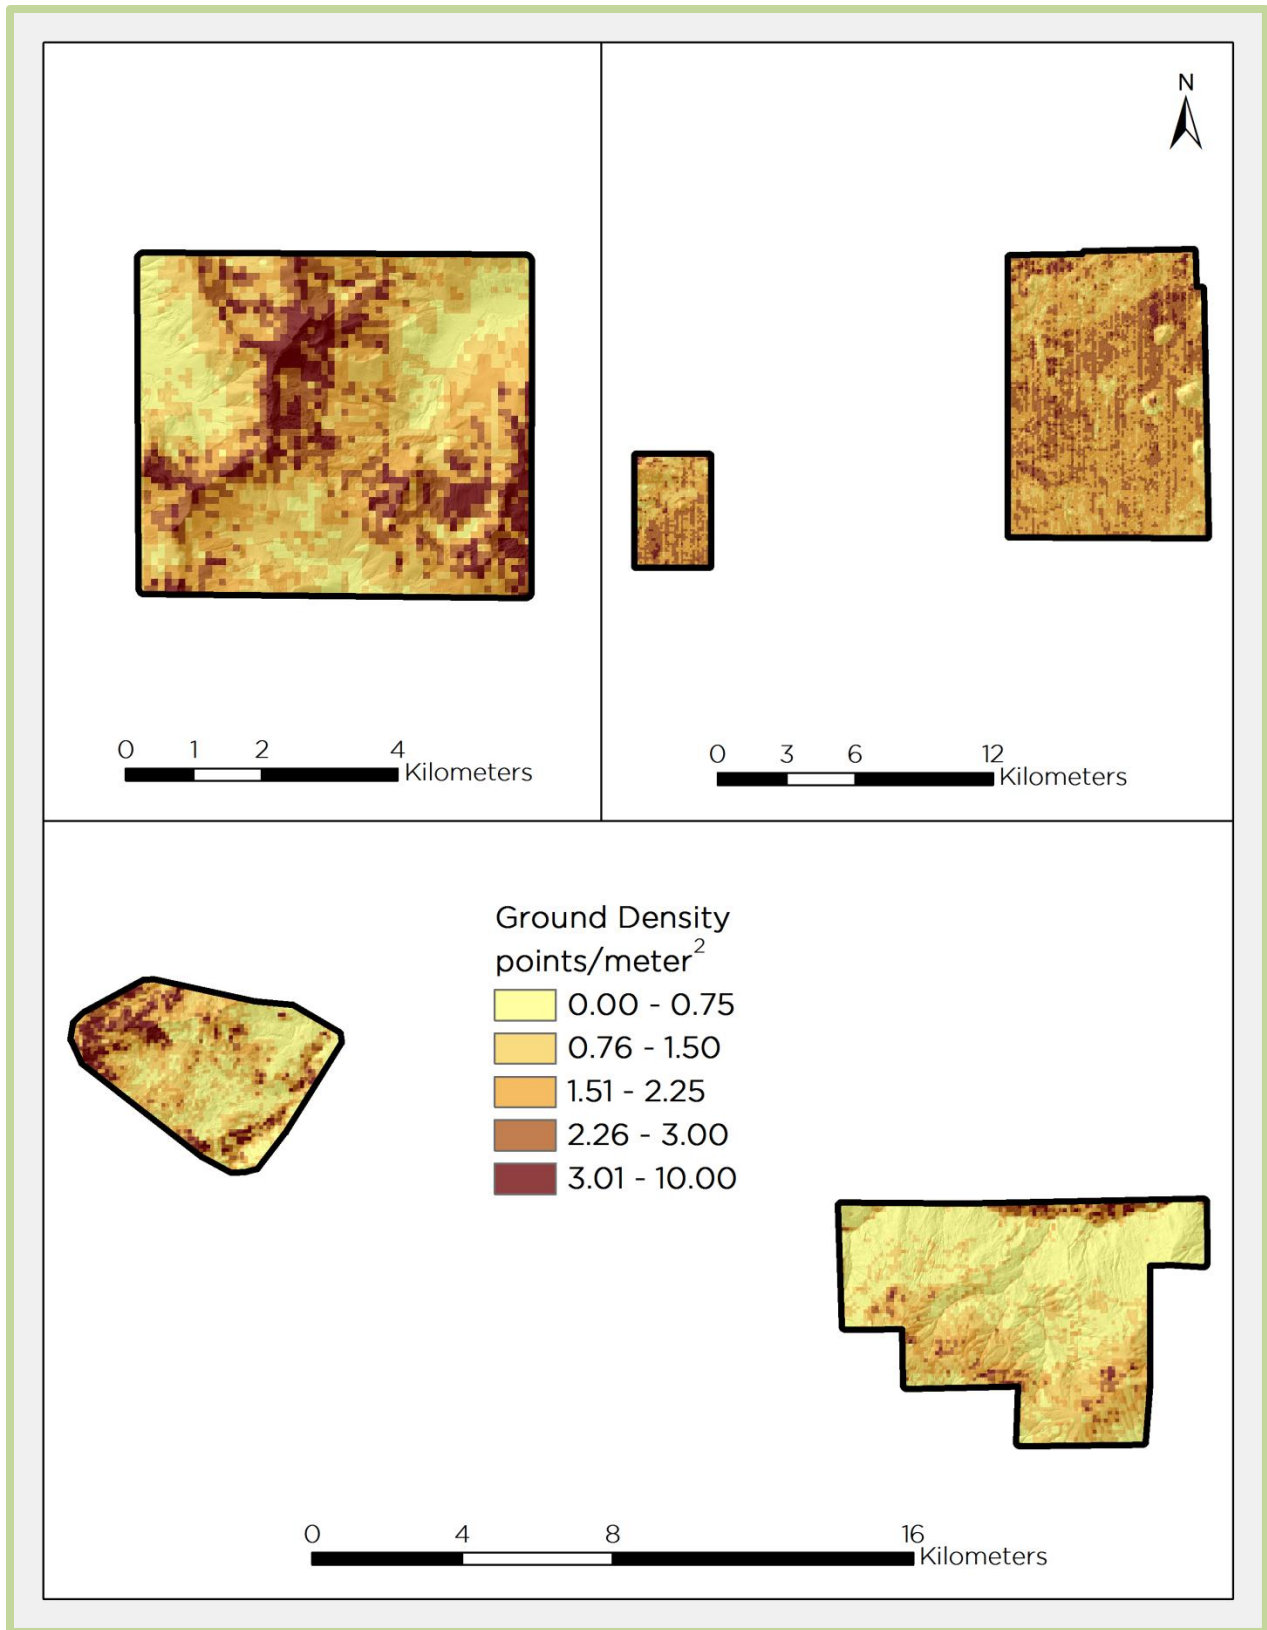 N
0 1 2 4
Kilometers
0 3 6 12
Kilometers
Ground Density
points/meter²
0.00 - 0.75
0.76 - 1.50
1.51 - 2.25
2.26 - 3.00
3.01 - 10.00
0 4 8 16
Kilometers